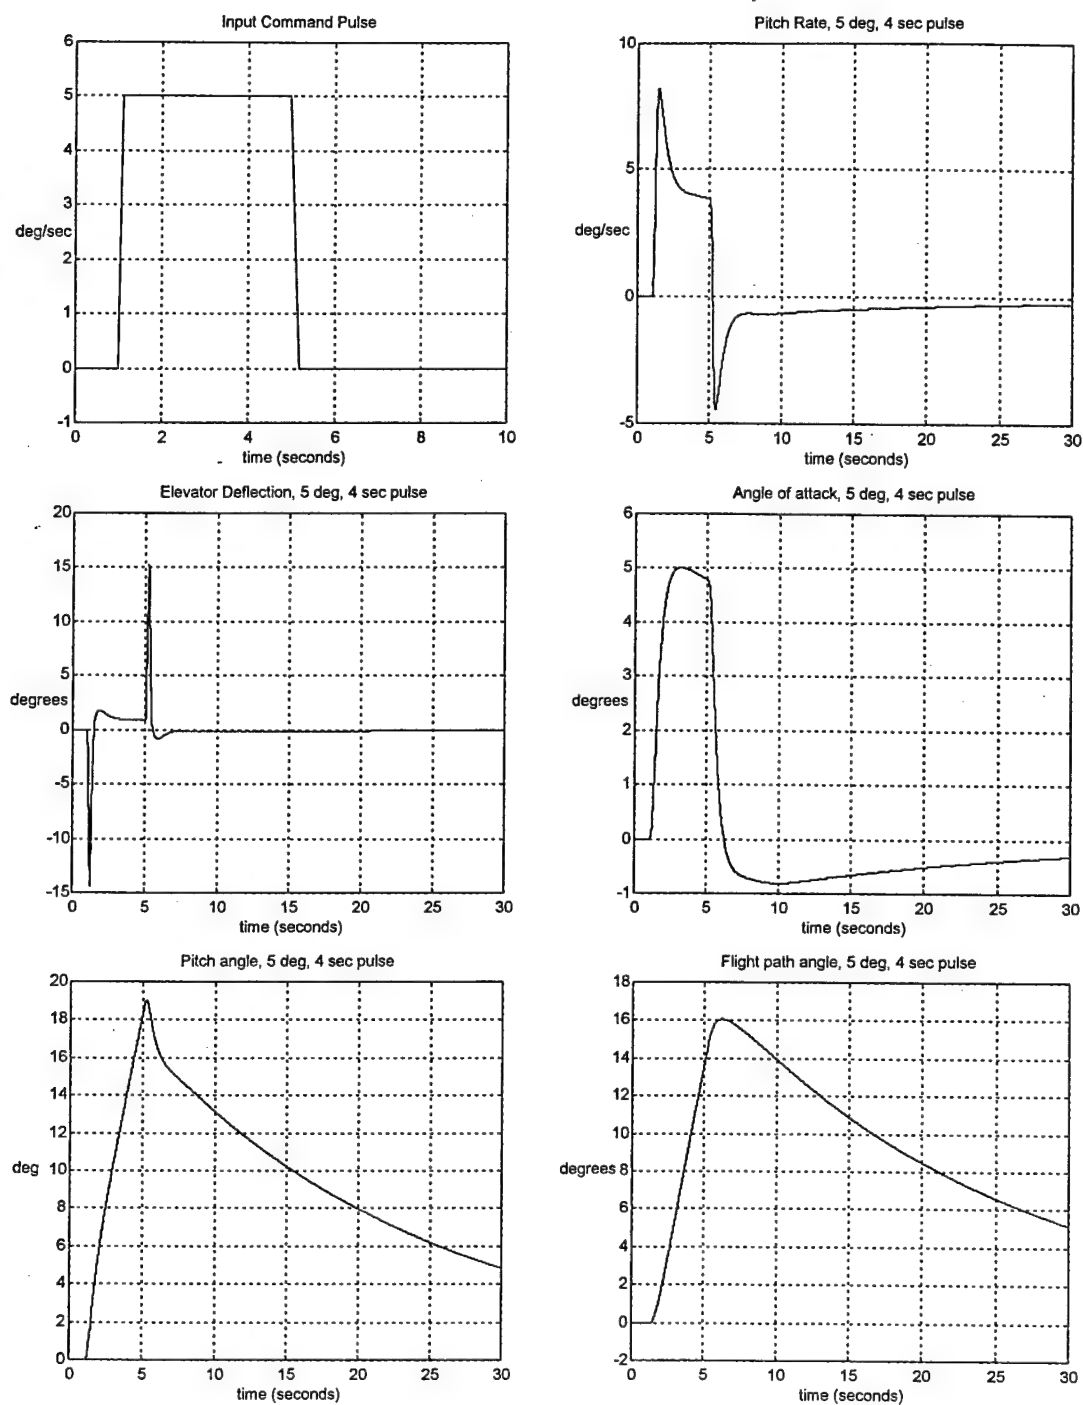 Input Command Pulse
6
5
4
3
deg/sec
2
1
0
-1
0 2 4 6 8 10
time (seconds)
Pitch Rate, 5 deg, 4 sec pulse
10
5
deg/sec
0
-5
0 5 10 15 20 25 30
time (seconds)
Elevator Deflection, 5 deg, 4 sec pulse
20
15
10
5
degrees
0
-5
-10
-15
0 5 10 15 20 25 30
time (seconds)
Angle of attack, 5 deg, 4 sec pulse
6
5
4
3
degrees
2
1
0
-1
0 5 10 15 20 25 30
time (seconds)
Pitch angle, 5 deg, 4 sec pulse
20
18
16
14
12
deg 10
8
6
4
2
0
0 5 10 15 20 25 30
time (seconds)
Flight path angle, 5 deg, 4 sec pulse
18
16
14
12
10
degrees 8
6
4
2
0
-2
0 5 10 15 20 25 30
time (seconds)